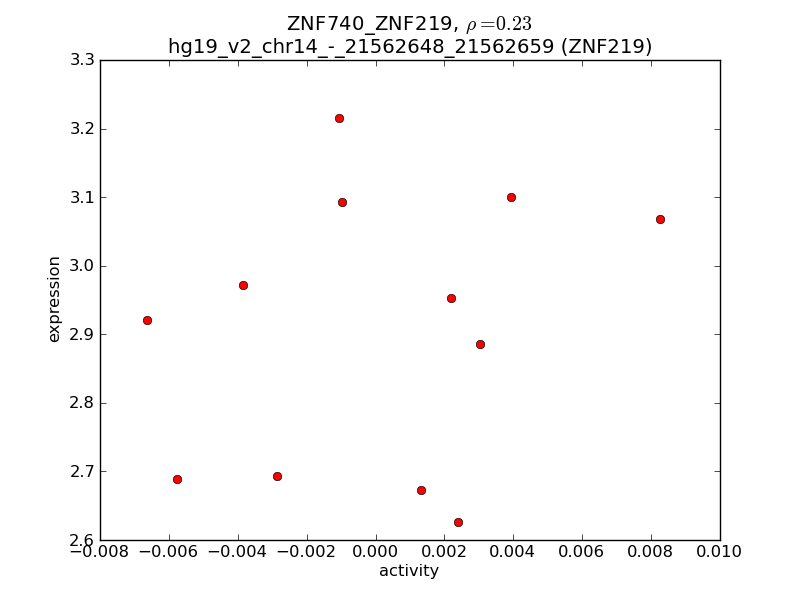 ZNF740_ZNF219, ρ=0.23
hg19_v2_chr14_-_21562648_21562659 (ZNF219)
3.3
3.2
3.1
3.0
2.9
2.8
2.7
2.6
expression
−0.008 −0.006 −0.004 −0.002 0.000 0.002 0.004 0.006 0.008 0.010
activity